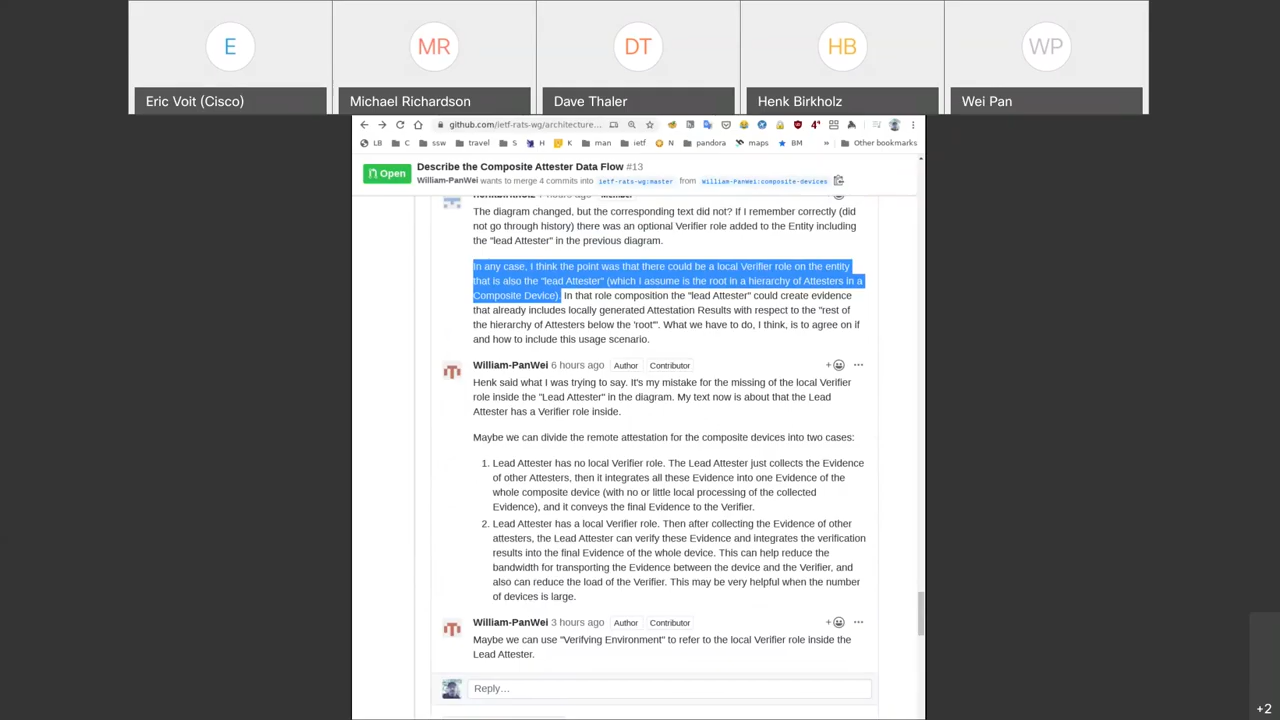 E
MR
DT
HB
WP
Eric Voit (Cisco)
Michael Richardson
Dave Thaler
Henk Birkholz
Wei Pan
github.com/ietf-rats-wg/architecture...
LB
C
ssw
travel
S
H
K
man
ietf
N
pandora
maps
BM
»
Other bookmarks
Open
Describe the Composite Attester Data Flow #13
William-PanWei wants to merge 4 commits into ietf-rats-wg:master from William-PanWei:composite-devices
The diagram changed, but the corresponding text did not? If I remember correctly (did
not go through history) there was an optional Verifier role added to the Entity including
the "lead Attester" in the previous diagram.
In any case, I think the point was that there could be a local Verifier role on the entity
that is also the "lead Attester" (which I assume is the root in a hierarchy of Attesters in a
Composite Device). In that role composition the "lead Attester" could create evidence
that already includes locally generated Attestation Results with respect to the "rest of
the hierarchy of Attesters below the 'root'". What we have to do, I think, is to agree on if
and how to include this usage scenario.
William-PanWei 6 hours ago Author Contributor
Henk said what I was trying to say. It's my mistake for the missing of the local Verifier
role inside the "Lead Attester" in the diagram. My text now is about that the Lead
Attester has a Verifier role inside.
Maybe we can divide the remote attestation for the composite devices into two cases:
1. Lead Attester has no local Verifier role. The Lead Attester just collects the Evidence
of other Attesters, then it integrates all these Evidence into one Evidence of the
whole composite device (with no or little local processing of the collected
Evidence), and it conveys the final Evidence to the Verifier.
2. Lead Attester has a local Verifier role. Then after collecting the Evidence of other
attesters, the Lead Attester can verify these Evidence and integrates the verification
results into the final Evidence of the whole device. This can help reduce the
bandwidth for transporting the Evidence between the device and the Verifier, and
also can reduce the load of the Verifier. This may be very helpful when the number
of devices is large.
William-PanWei 3 hours ago Author Contributor
Maybe we can use "Verifying Environment" to refer to the local Verifier role inside the
Lead Attester.
Reply...
+2